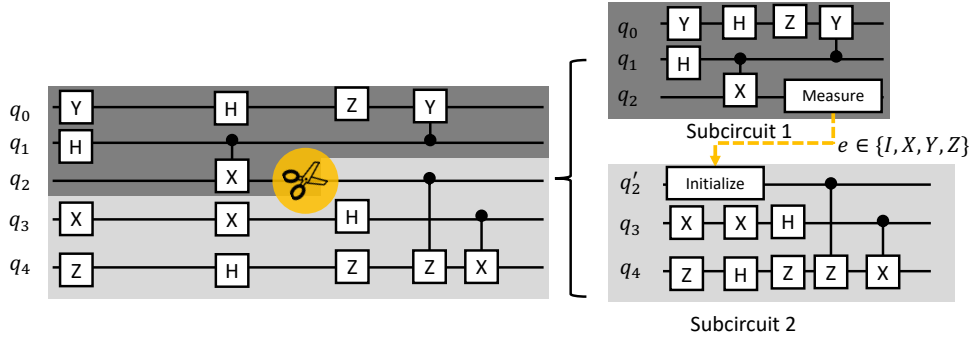 q₀ Y H Z Y
q₁ H
q₂ X
q₃ X X H
q₄ Z H Z Z X
q₀ Y H Z Y
q₁ H
q₂ X Measure
Subcircuit 1
e ∈ {I, X, Y, Z}
q₂′ Initialize
q₃ X X H
q₄ Z H Z Z X
Subcircuit 2